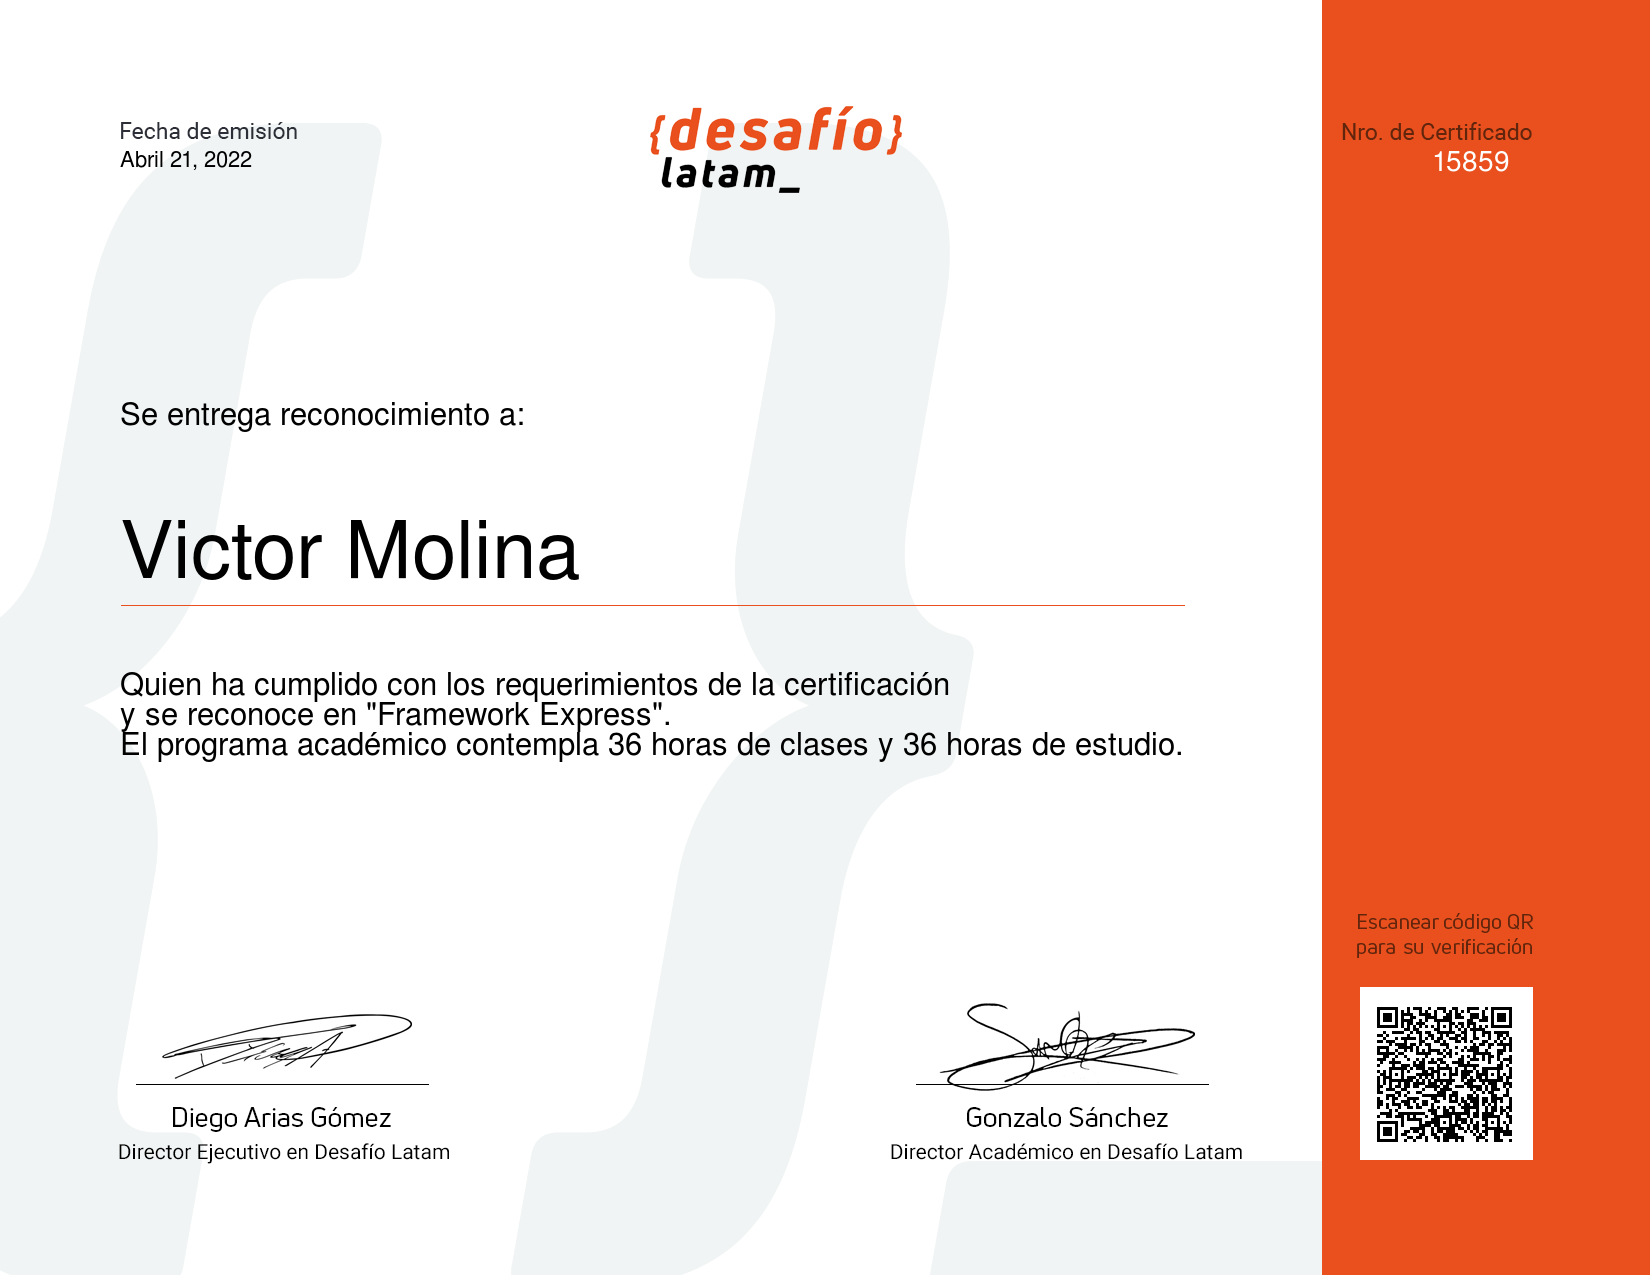 Fecha de emisión
Abril 21, 2022
{desafío}
latam_
Nro. de Certificado
15859
Se entrega reconocimiento a:
Victor Molina
Quien ha cumplido con los requerimientos de la certificación
y se reconoce en "Framework Express".
El programa académico contempla 36 horas de clases y 36 horas de estudio.
Escanear código QR
para su verificación
Diego Arias Gómez
Director Ejecutivo en Desafío Latam
Gonzalo Sánchez
Director Académico en Desafío Latam